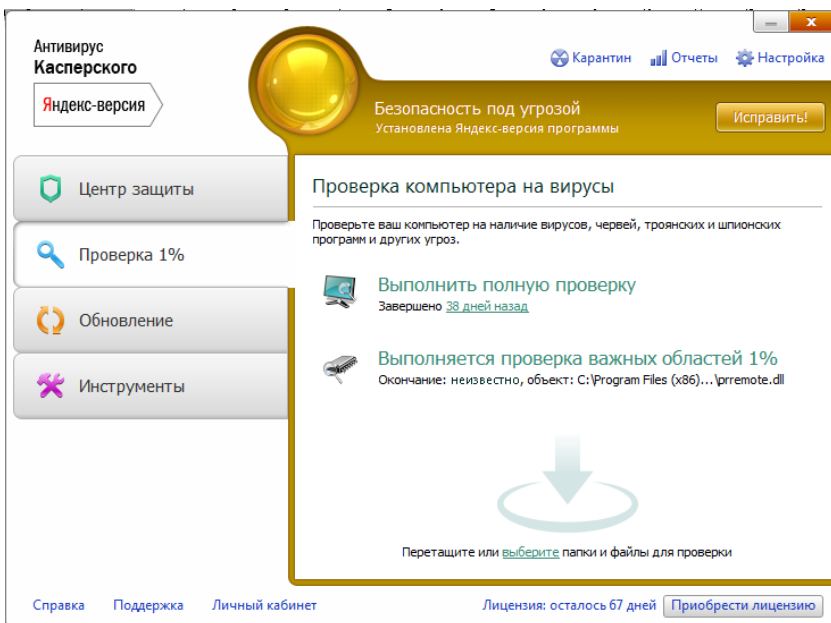 Антивирус
Касперского
Яндекс-версия
Карантин Отчеты Настройка
Безопасность под угрозой
Установлена Яндекс-версия программы
Исправить!
Центр защиты
Проверка 1%
Обновление
Инструменты
Проверка компьютера на вирусы
Проверьте ваш компьютер на наличие вирусов, червей, троянских и шпионских
программ и других угроз.
Выполнить полную проверку
Завершено 38 дней назад
Выполняется проверка важных областей 1%
Окончание: неизвестно, объект: C:\Program Files (x86)...\prremote.dll
Перетащите или выберите папки и файлы для проверки
Справка Поддержка Личный кабинет Лицензия: осталось 67 дней Приобрести лицензию